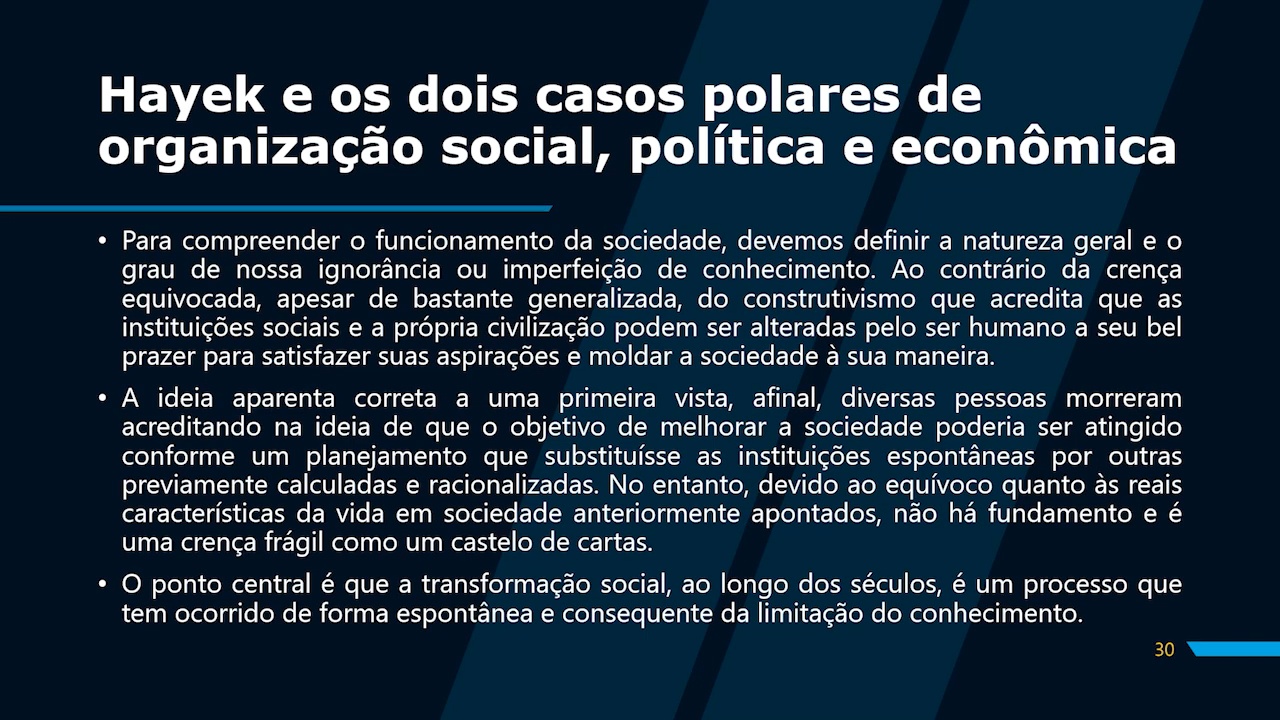 Hayek e os dois casos polares de
organização social, política e econômica
• Para compreender o funcionamento da sociedade, devemos definir a natureza geral e o
grau de nossa ignorância ou imperfeição de conhecimento. Ao contrário da crença
equivocada, apesar de bastante generalizada, do construtivismo que acredita que as
instituições sociais e a própria civilização podem ser alteradas pelo ser humano a seu bel
prazer para satisfazer suas aspirações e moldar a sociedade à sua maneira.
• A ideia aparenta correta a uma primeira vista, afinal, diversas pessoas morreram
acreditando na ideia de que o objetivo de melhorar a sociedade poderia ser atingido
conforme um planejamento que substituísse as instituições espontâneas por outras
previamente calculadas e racionalizadas. No entanto, devido ao equívoco quanto às reais
características da vida em sociedade anteriormente apontados, não há fundamento e é
uma crença frágil como um castelo de cartas.
• O ponto central é que a transformação social, ao longo dos séculos, é um processo que
tem ocorrido de forma espontânea e consequente da limitação do conhecimento.
30